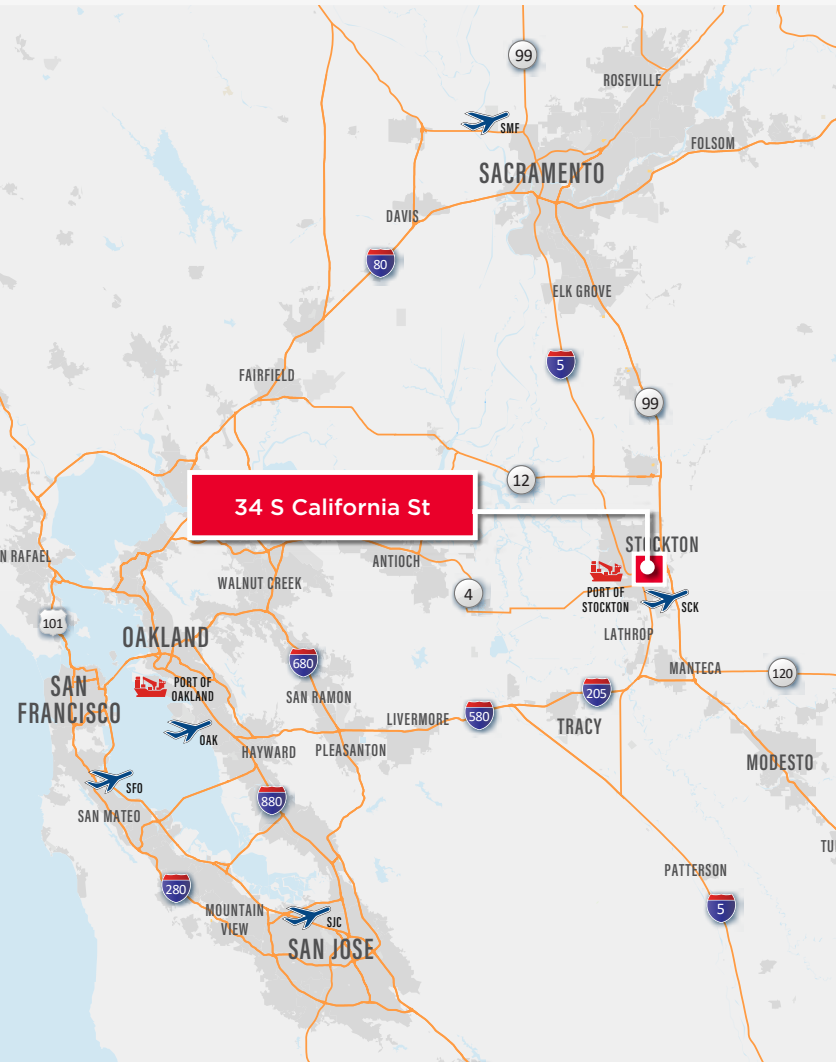 99
ROSEVILLE
SMF
FOLSOM
SACRAMENTO
DAVIS
80
ELK GROVE
5
FAIRFIELD
99
12
34 S California St
STOCKTON
N RAFAEL
ANTIOCH
WALNUT CREEK
4
PORT OF
STOCKTON
SCK
101
OAKLAND
LATHROP
680
MANTECA
120
PORT OF
OAKLAND
SAN
FRANCISCO
SAN RAMON
205
LIVERMORE
580
TRACY
OAK
HAYWARD
PLEASANTON
MODESTO
SFO
880
SAN MATEO
TU
PATTERSON
280
5
MOUNTAIN
VIEW
SJC
SAN JOSE